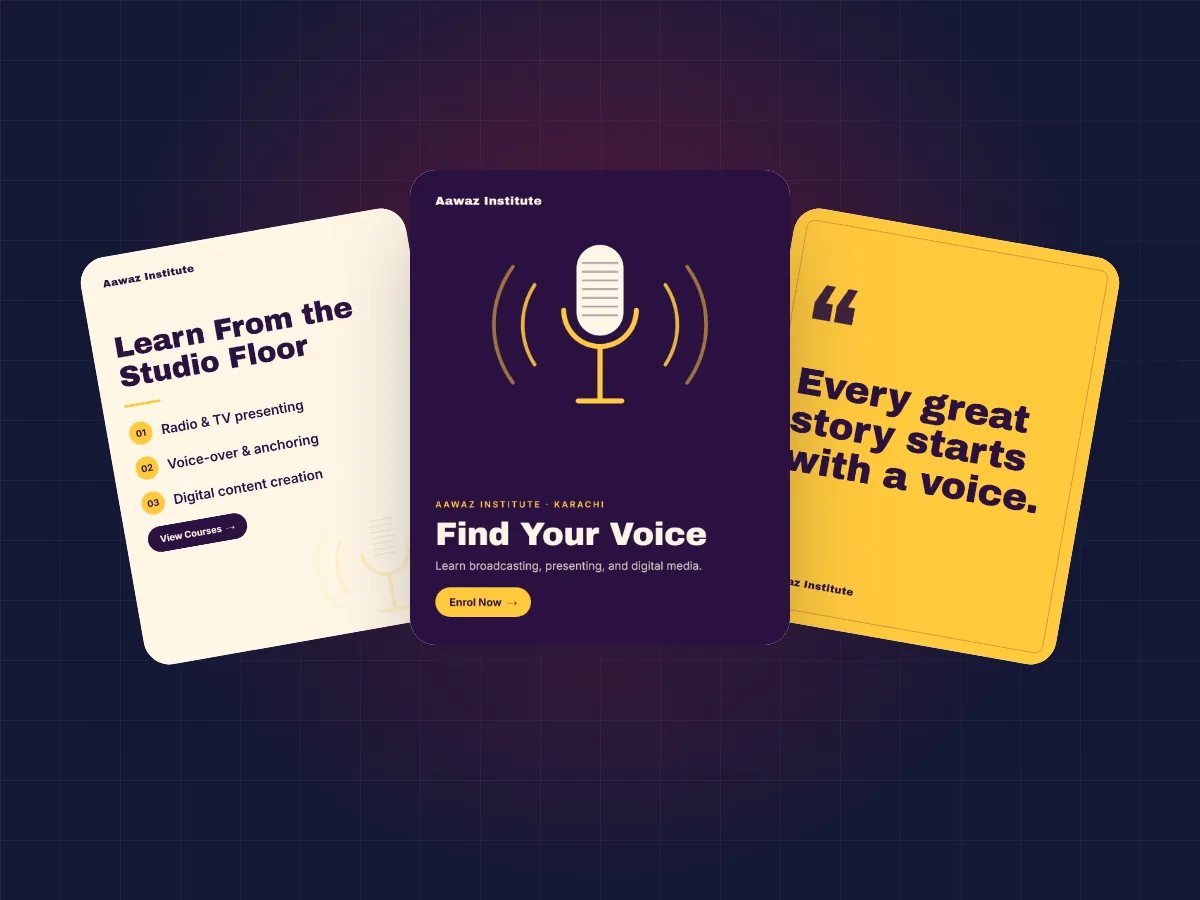 Aawaz Institute
Learn From the
Studio Floor
01 Radio & TV presenting
02 Voice-over & anchoring
03 Digital content creation
View Courses →
Aawaz Institute
AAWAZ INSTITUTE · KARACHI
Find Your Voice
Learn broadcasting, presenting, and digital media.
Enrol Now →
“
Every great
story starts
with a voice.
Institute